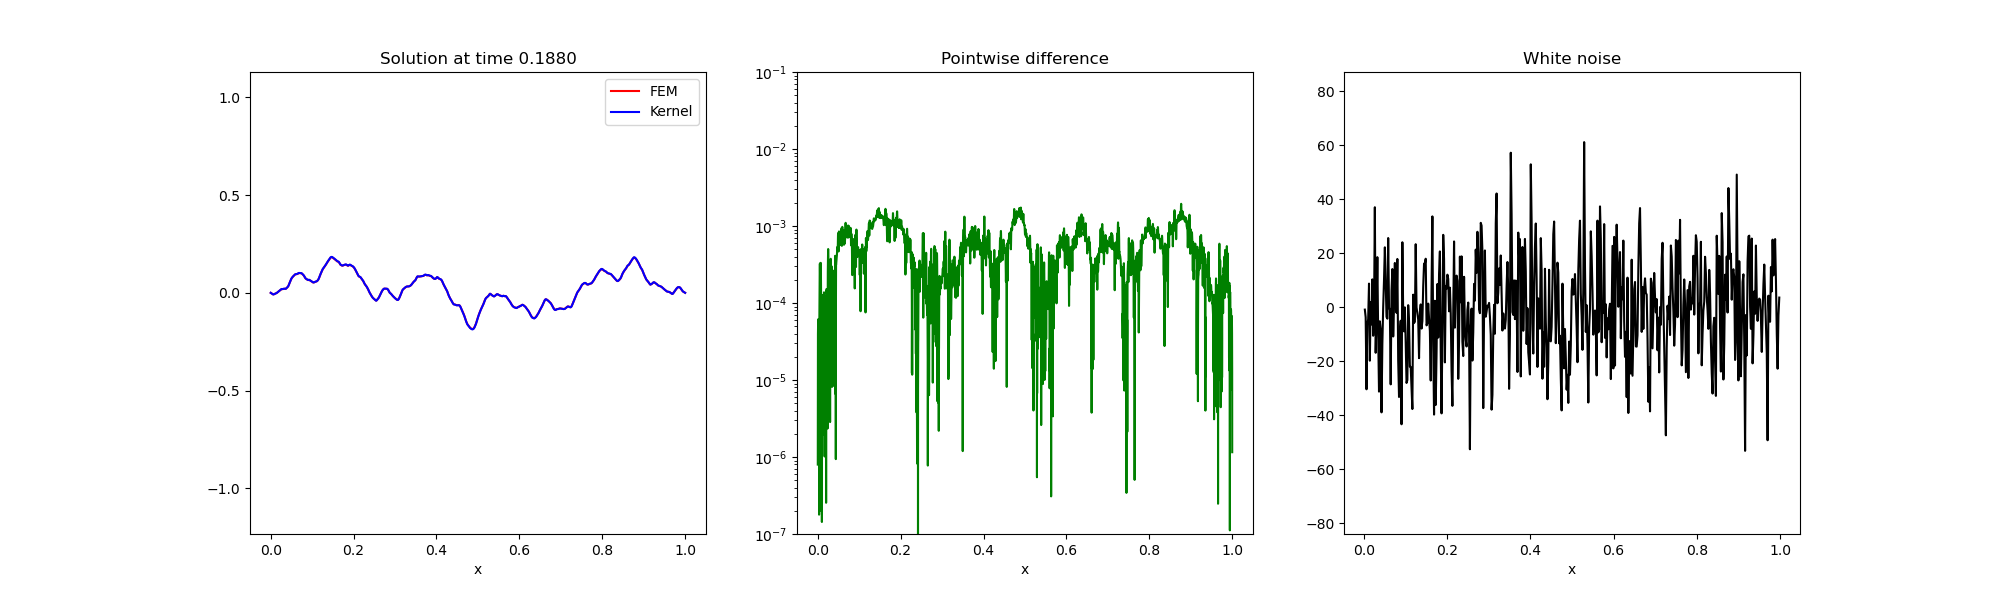 Solution at time 0.1880
1.0
0.5
0.0
−0.5
−1.0
0.0 0.2 0.4 0.6 0.8 1.0
x
FEM
Kernel
Pointwise difference
10⁻¹
10⁻²
10⁻³
10⁻⁴
10⁻⁵
10⁻⁶
10⁻⁷
0.0 0.2 0.4 0.6 0.8 1.0
x
White noise
80
60
40
20
0
−20
−40
−60
−80
0.0 0.2 0.4 0.6 0.8 1.0
x